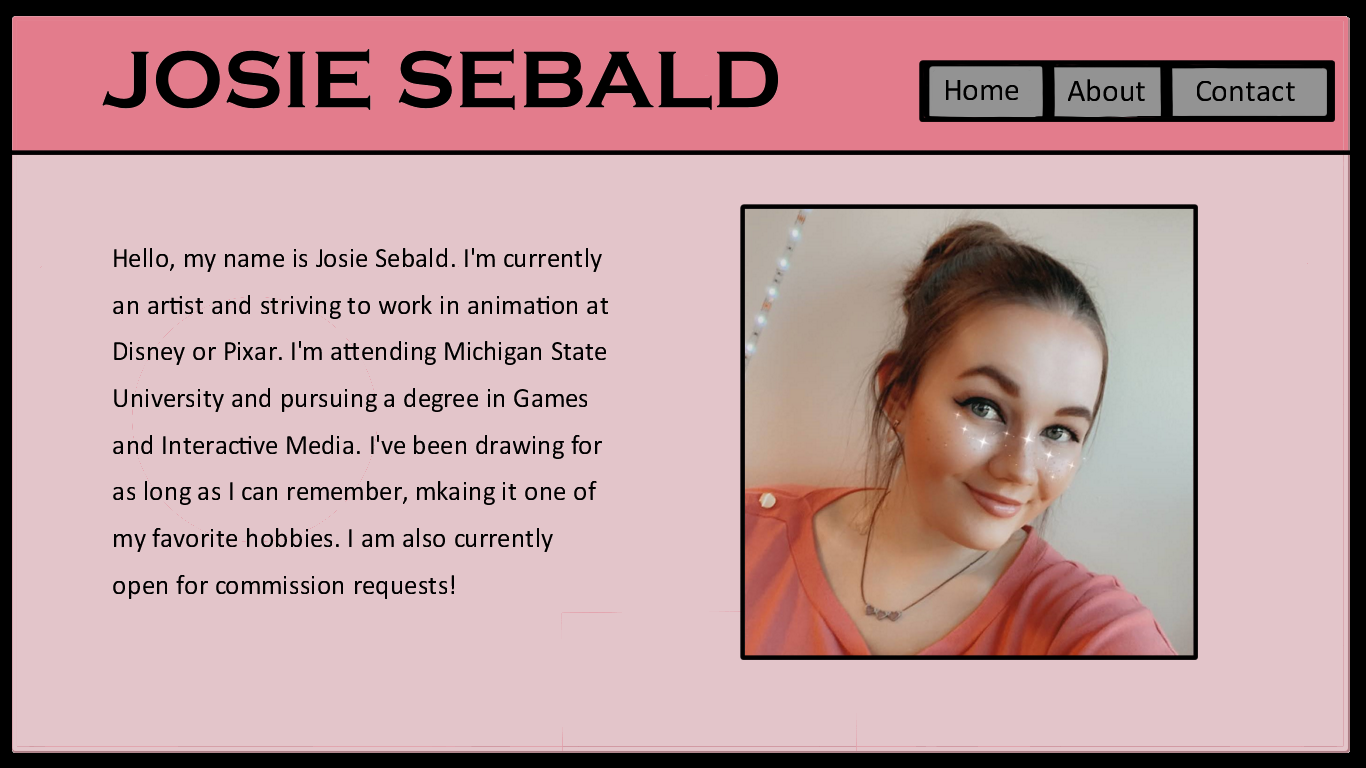 JOSIE SEBALD
Home
About
Contact
Hello, my name is Josie Sebald. I'm currently
an artist and striving to work in animation at
Disney or Pixar. I'm attending Michigan State
University and pursuing a degree in Games
and Interactive Media. I've been drawing for
as long as I can remember, mkaing it one of
my favorite hobbies. I am also currently
open for commission requests!